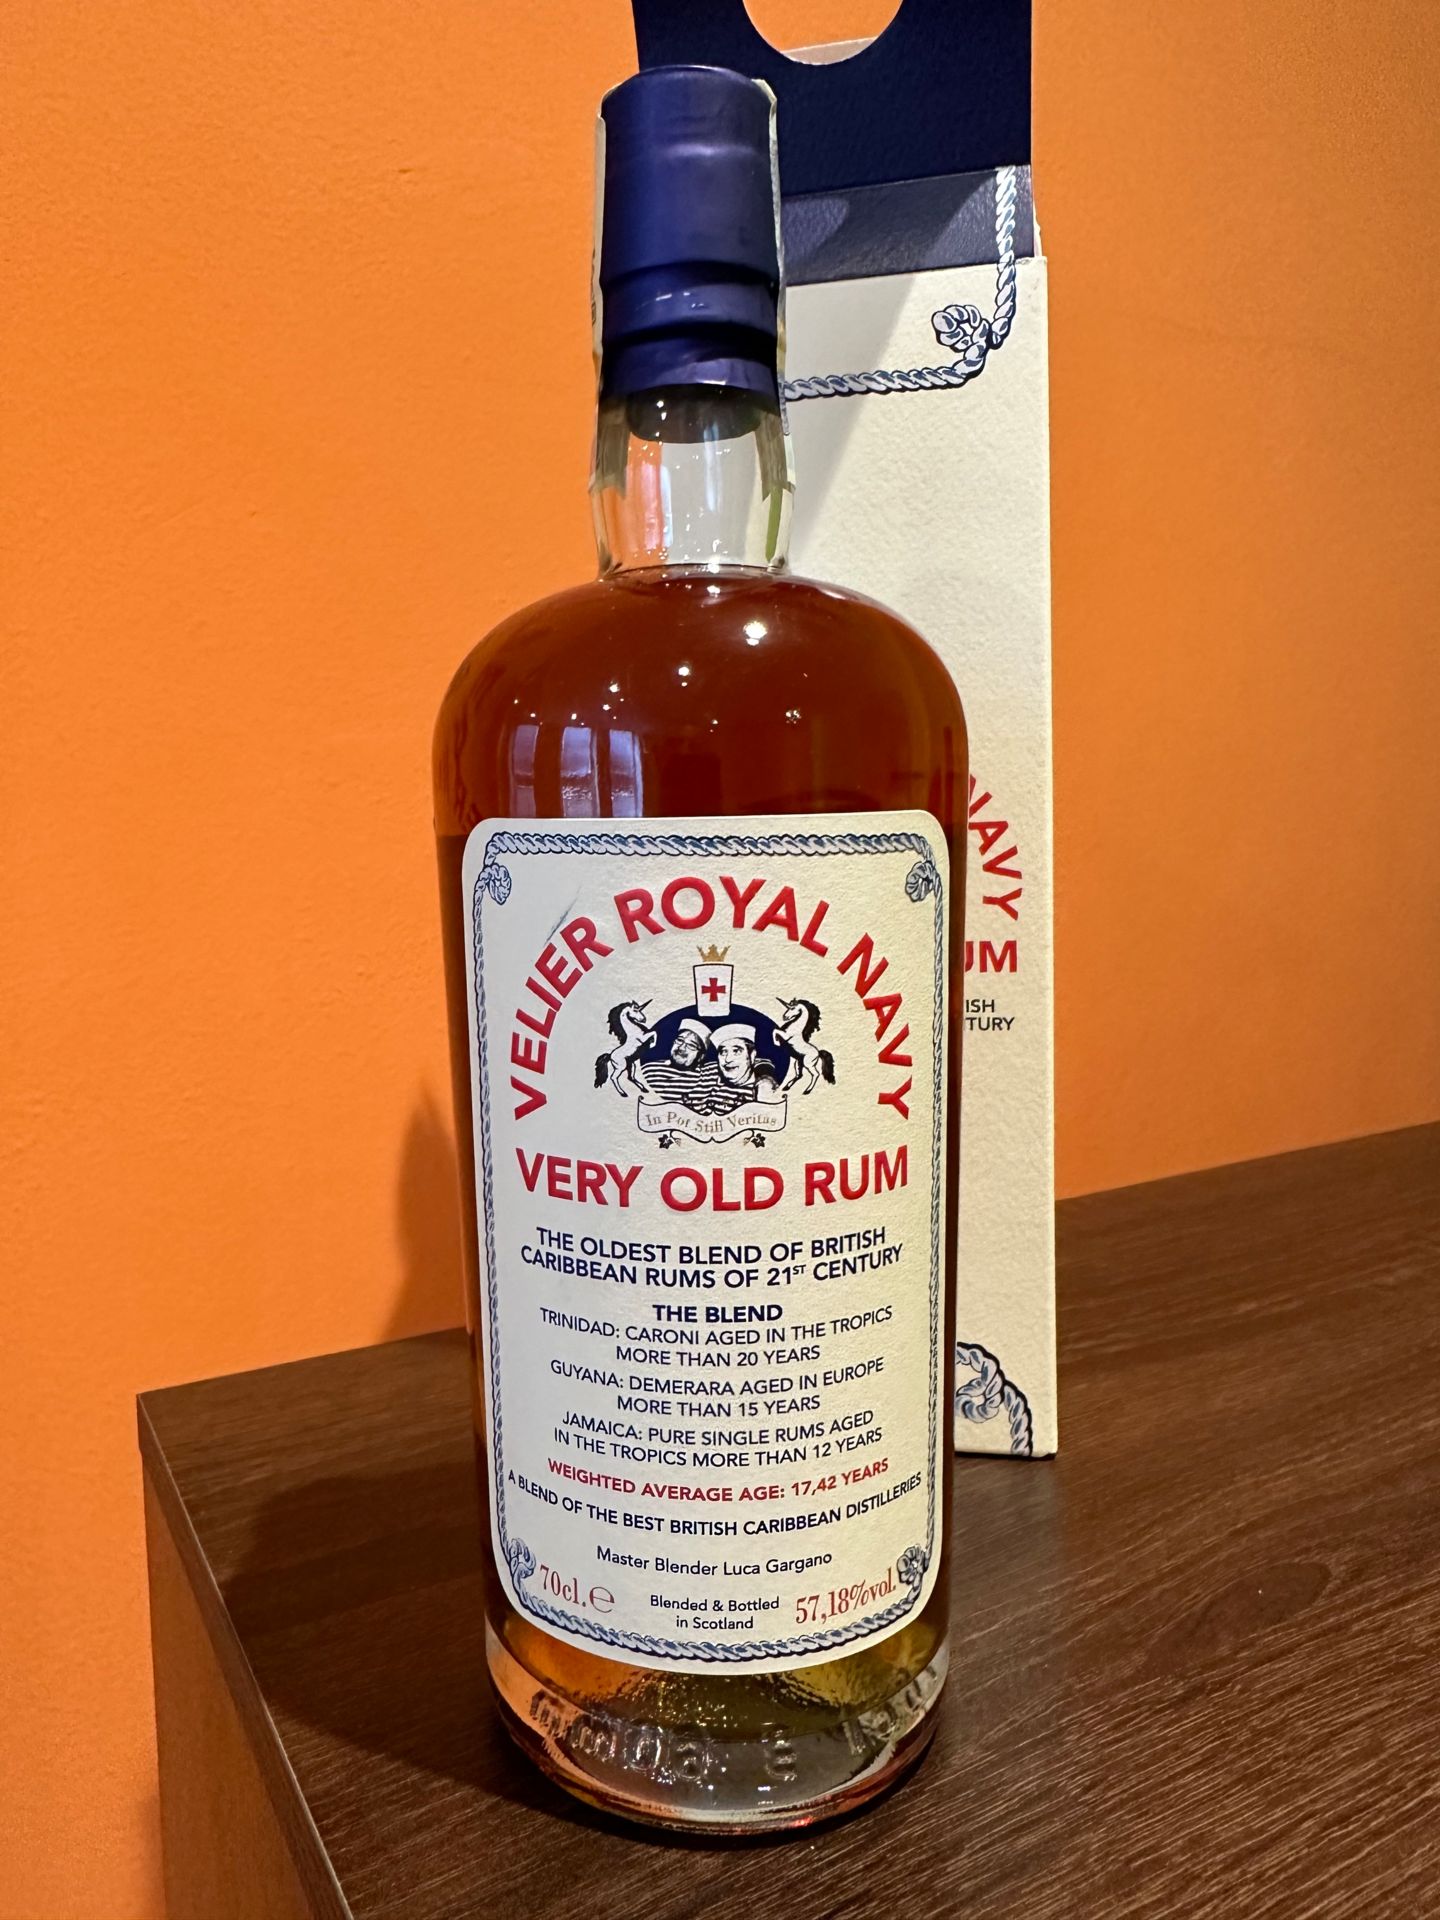 VELIER ROYAL NAVY
In Pot Still Veritas
VERY OLD RUM
THE OLDEST BLEND OF BRITISH
CARIBBEAN RUMS OF 21ST CENTURY
THE BLEND
TRINIDAD: CARONI AGED IN THE TROPICS
MORE THAN 20 YEARS
GUYANA: DEMERARA AGED IN EUROPE
MORE THAN 15 YEARS
JAMAICA: PURE SINGLE RUMS AGED
IN THE TROPICS MORE THAN 12 YEARS
WEIGHTED AVERAGE AGE: 17,42 YEARS
A BLEND OF THE BEST BRITISH CARIBBEAN DISTILLERIES
Master Blender Luca Gargano
70cl. ℮
Blended & Bottled
in Scotland
57,18%vol.
NAVY
UM
ISH
TURY